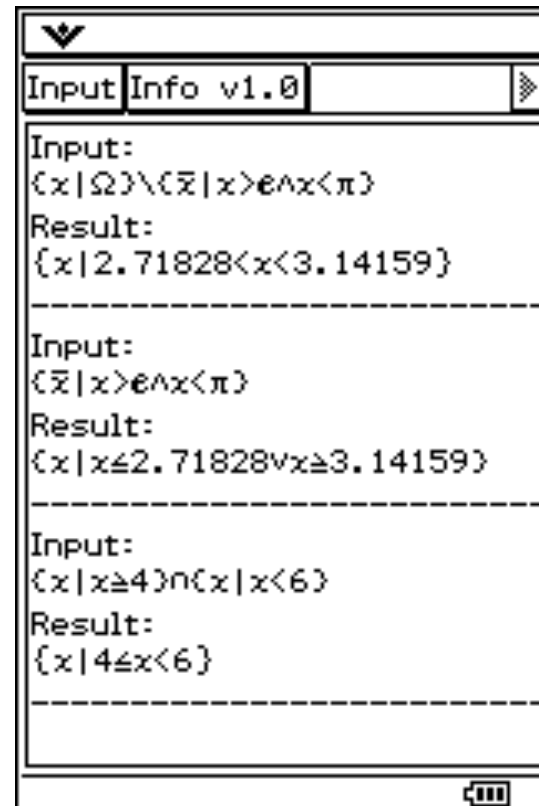 Input Info v1.0
Input:
{x|Ω}\{x̅|x>e∧x<π}
Result:
{x|2.71828<x<3.14159}
Input:
{x̅|x>e∧x<π}
Result:
{x|x≤2.71828∨x≥3.14159}
Input:
{x|x≥4}∩{x|x<6}
Result:
{x|4≤x<6}